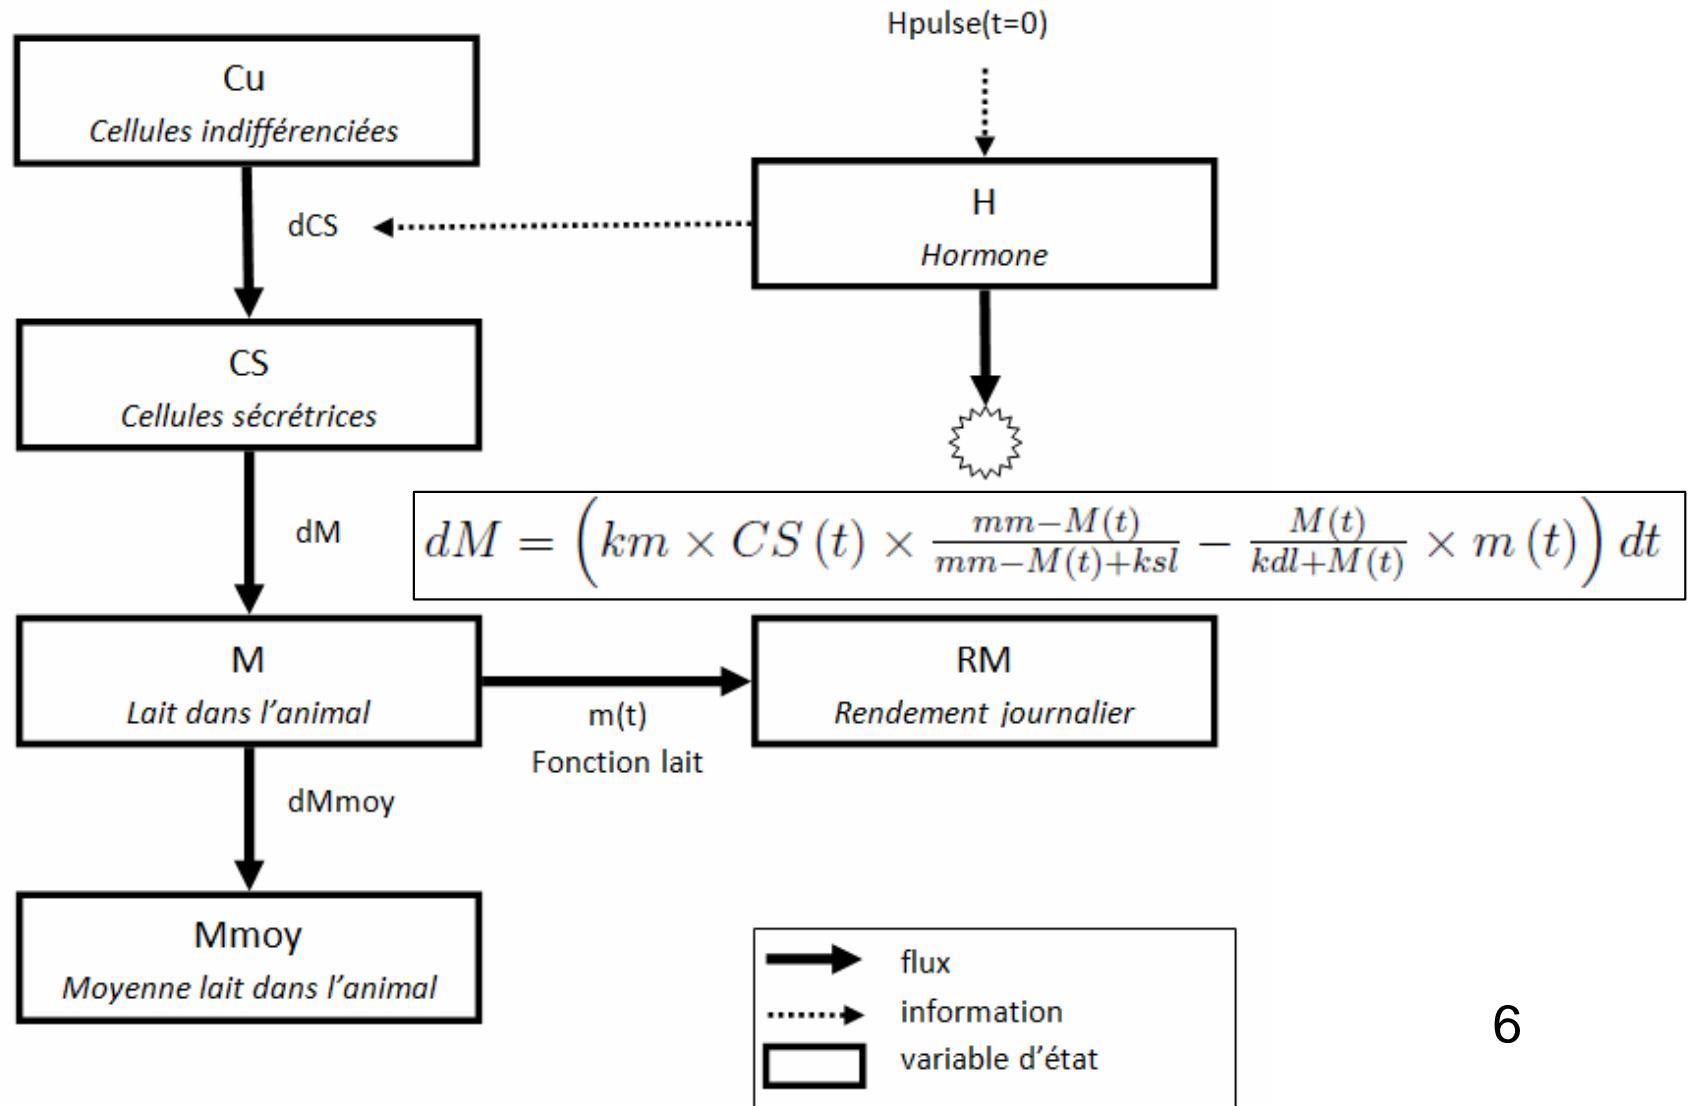 Hpulse(t=0)
Cu
Cellules indifférenciées
H
Hormone
dCS
CS
Cellules sécrétrices
dM
dM = (km × CS (t) × \frac{mm−M(t)}{mm−M(t)+ksl} − \frac{M(t)}{kdl+M(t)} × m (t)) dt
M
Lait dans l'animal
m(t)
Fonction lait
RM
Rendement journalier
dMmoy
Mmoy
Moyenne lait dans l'animal
flux
information
variable d'état
6